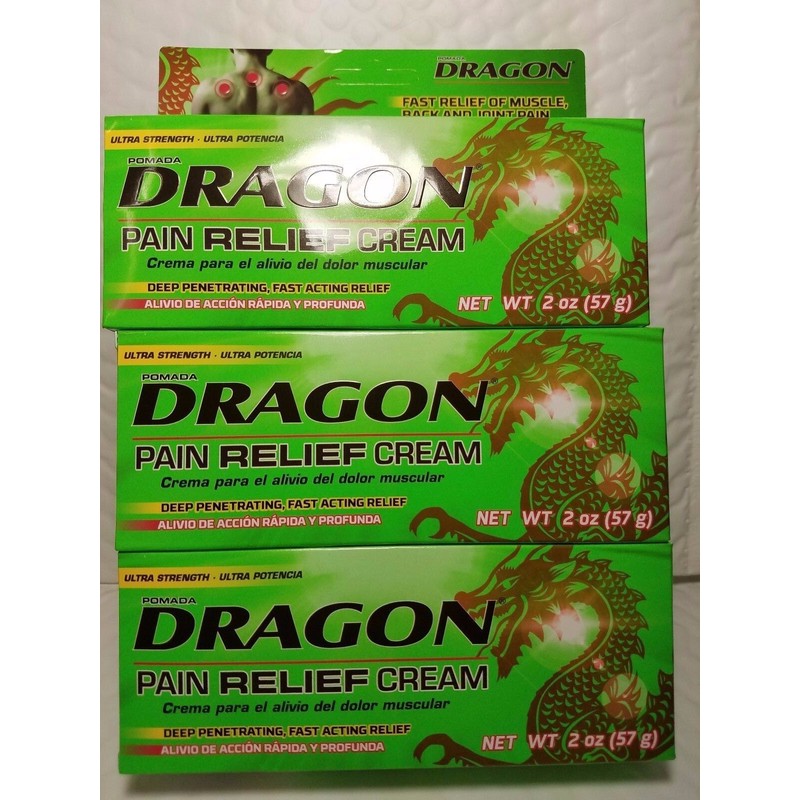 POMADA
DRAGON
FAST RELIEF OF MUSCLE,
BACK AND JOINT PAIN
ULTRA STRENGTH · ULTRA POTENCIA
POMADA
DRAGON®
PAIN RELIEF CREAM
Crema para el alivio del dolor muscular
DEEP PENETRATING, FAST ACTING RELIEF
ALIVIO DE ACCIÓN RÁPIDA Y PROFUNDA
NET WT 2 oz (57 g)
ULTRA STRENGTH · ULTRA POTENCIA
POMADA
DRAGON®
PAIN RELIEF CREAM
Crema para el alivio del dolor muscular
DEEP PENETRATING, FAST ACTING RELIEF
ALIVIO DE ACCIÓN RÁPIDA Y PROFUNDA
NET WT 2 oz (57 g)
ULTRA STRENGTH · ULTRA POTENCIA
POMADA
DRAGON®
PAIN RELIEF CREAM
Crema para el alivio del dolor muscular
DEEP PENETRATING, FAST ACTING RELIEF
ALIVIO DE ACCIÓN RÁPIDA Y PROFUNDA
NET WT 2 oz (57 g)